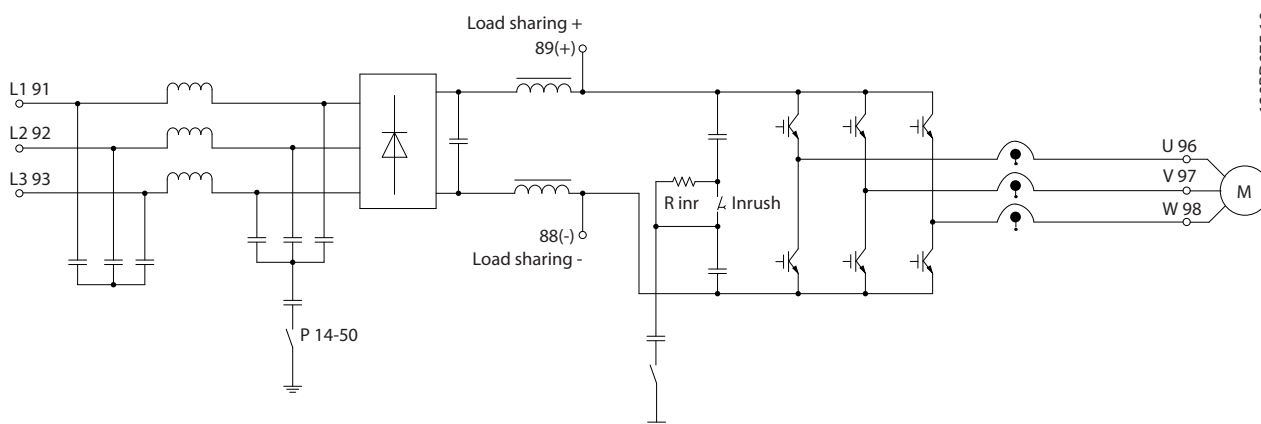 Load sharing +
89(+)
L1 91
L2 92
L3 93
R inr
Inrush
88(-)
Load sharing -
P 14-50
U 96
V 97
W 98
M